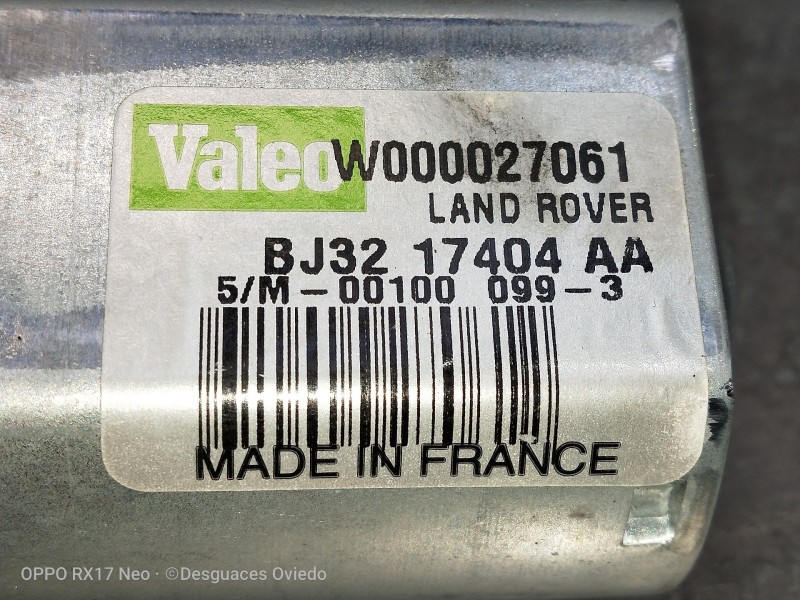 Valeo W000027061
LAND ROVER
BJ32 17404 AA
5/M-00100 099-3
MADE IN FRANCE
OPPO RX17 Neo · ©Desguaces Oviedo